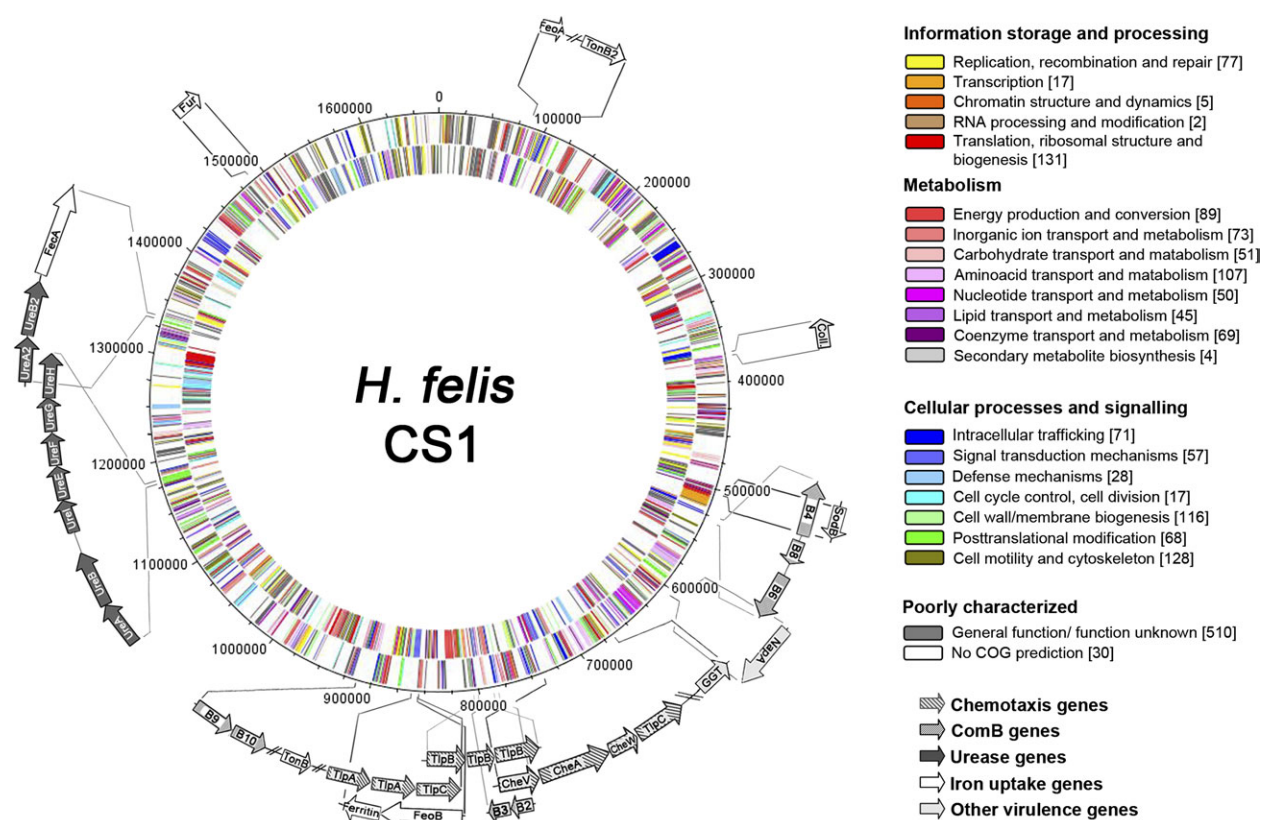 FeoA
TonB2
Fur
0
100000
200000
300000
400000
500000
600000
700000
800000
900000
1000000
1100000
1200000
1300000
1400000
1500000
1600000
H. felis
CS1
FecA
UreB2
UreA2
UreH
UreG
UreF
UreE
UreI
UreB
UreA
ColI.
B4
SodB
B8
B6
NapA
GGT
TlpC
CheW
CheA
CheV
TlpB
TlpB
TlpB
B3
B2
B9
B10
TonB
TlpA
TlpA
TlpC
Ferritin
FeoB
Information storage and processing
Replication, recombination and repair [77]
Transcription [17]
Chromatin structure and dynamics [5]
RNA processing and modification [2]
Translation, ribosomal structure and
biogenesis [131]
Metabolism
Energy production and conversion [89]
Inorganic ion transport and metabolism [73]
Carbohydrate transport and matabolism [51]
Aminoacid transport and matabolism [107]
Nucleotide transport and metabolism [50]
Lipid transport and metabolism [45]
Coenzyme transport and metabolism [69]
Secondary metabolite biosynthesis [4]
Cellular processes and signalling
Intracellular trafficking [71]
Signal transduction mechanisms [57]
Defense mechanisms [28]
Cell cycle control, cell division [17]
Cell wall/membrane biogenesis [116]
Posttranslational modification [68]
Cell motility and cytoskeleton [128]
Poorly characterized
General function/ function unknown [510]
No COG prediction [30]
Chemotaxis genes
ComB genes
Urease genes
Iron uptake genes
Other virulence genes